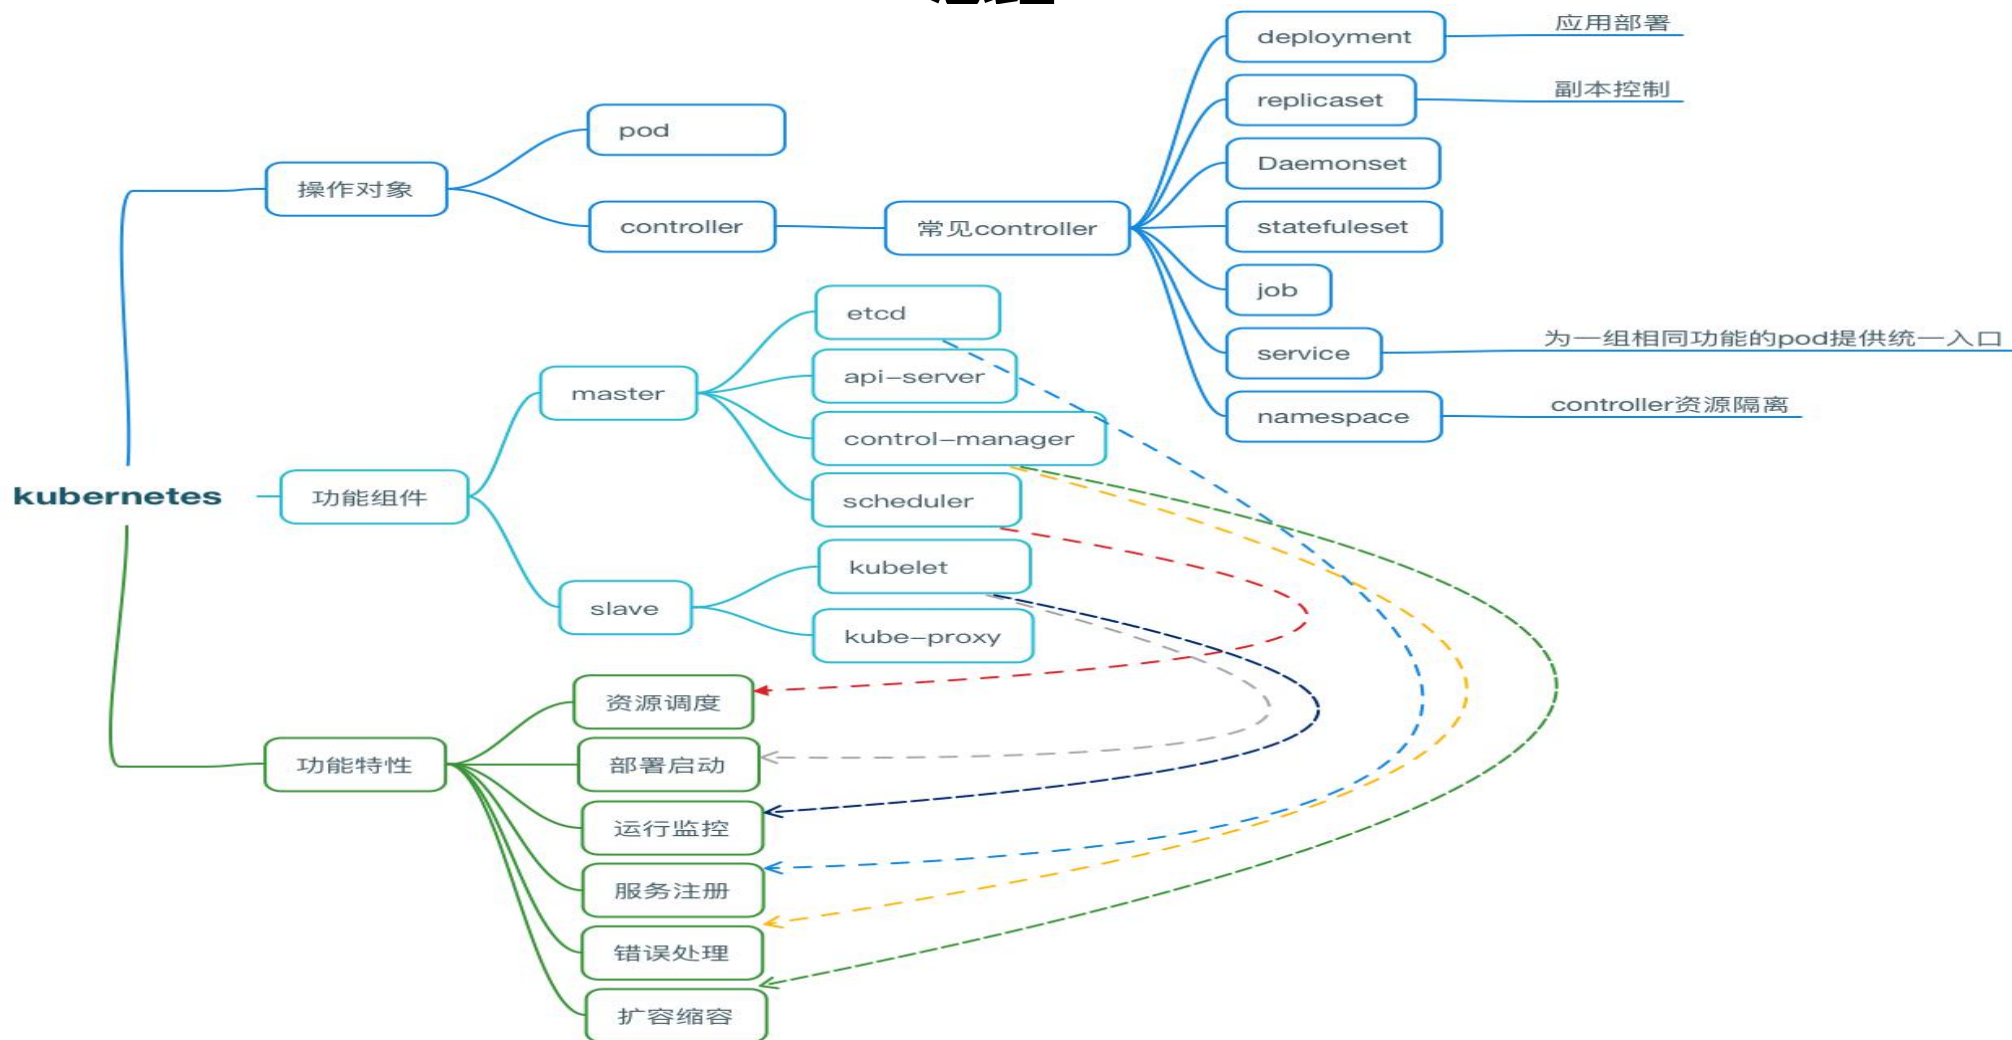 deployment
应用部署
replicaset
副本控制
pod
Daemonset
操作对象
controller
常见controller
statefuleset
job
etcd
service
为一组相同功能的pod提供统一入口
api-server
master
namespace
controller资源隔离
control-manager
kubernetes
功能组件
scheduler
kubelet
slave
kube-proxy
资源调度
功能特性
部署启动
运行监控
服务注册
错误处理
扩容缩容